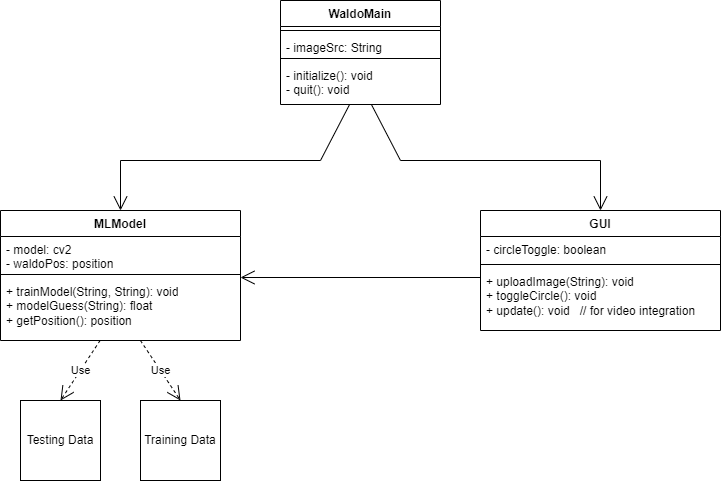 WaldoMain
- imageSrc: String
- initialize(): void
- quit(): void
MLModel
- model: cv2
- waldoPos: position
+ trainModel(String, String): void
+ modelGuess(String): float
+ getPosition(): position
GUI
- circleToggle: boolean
+ uploadImage(String): void
+ toggleCircle(): void
+ update(): void // for video integration
Use
Use
Testing Data
Training Data